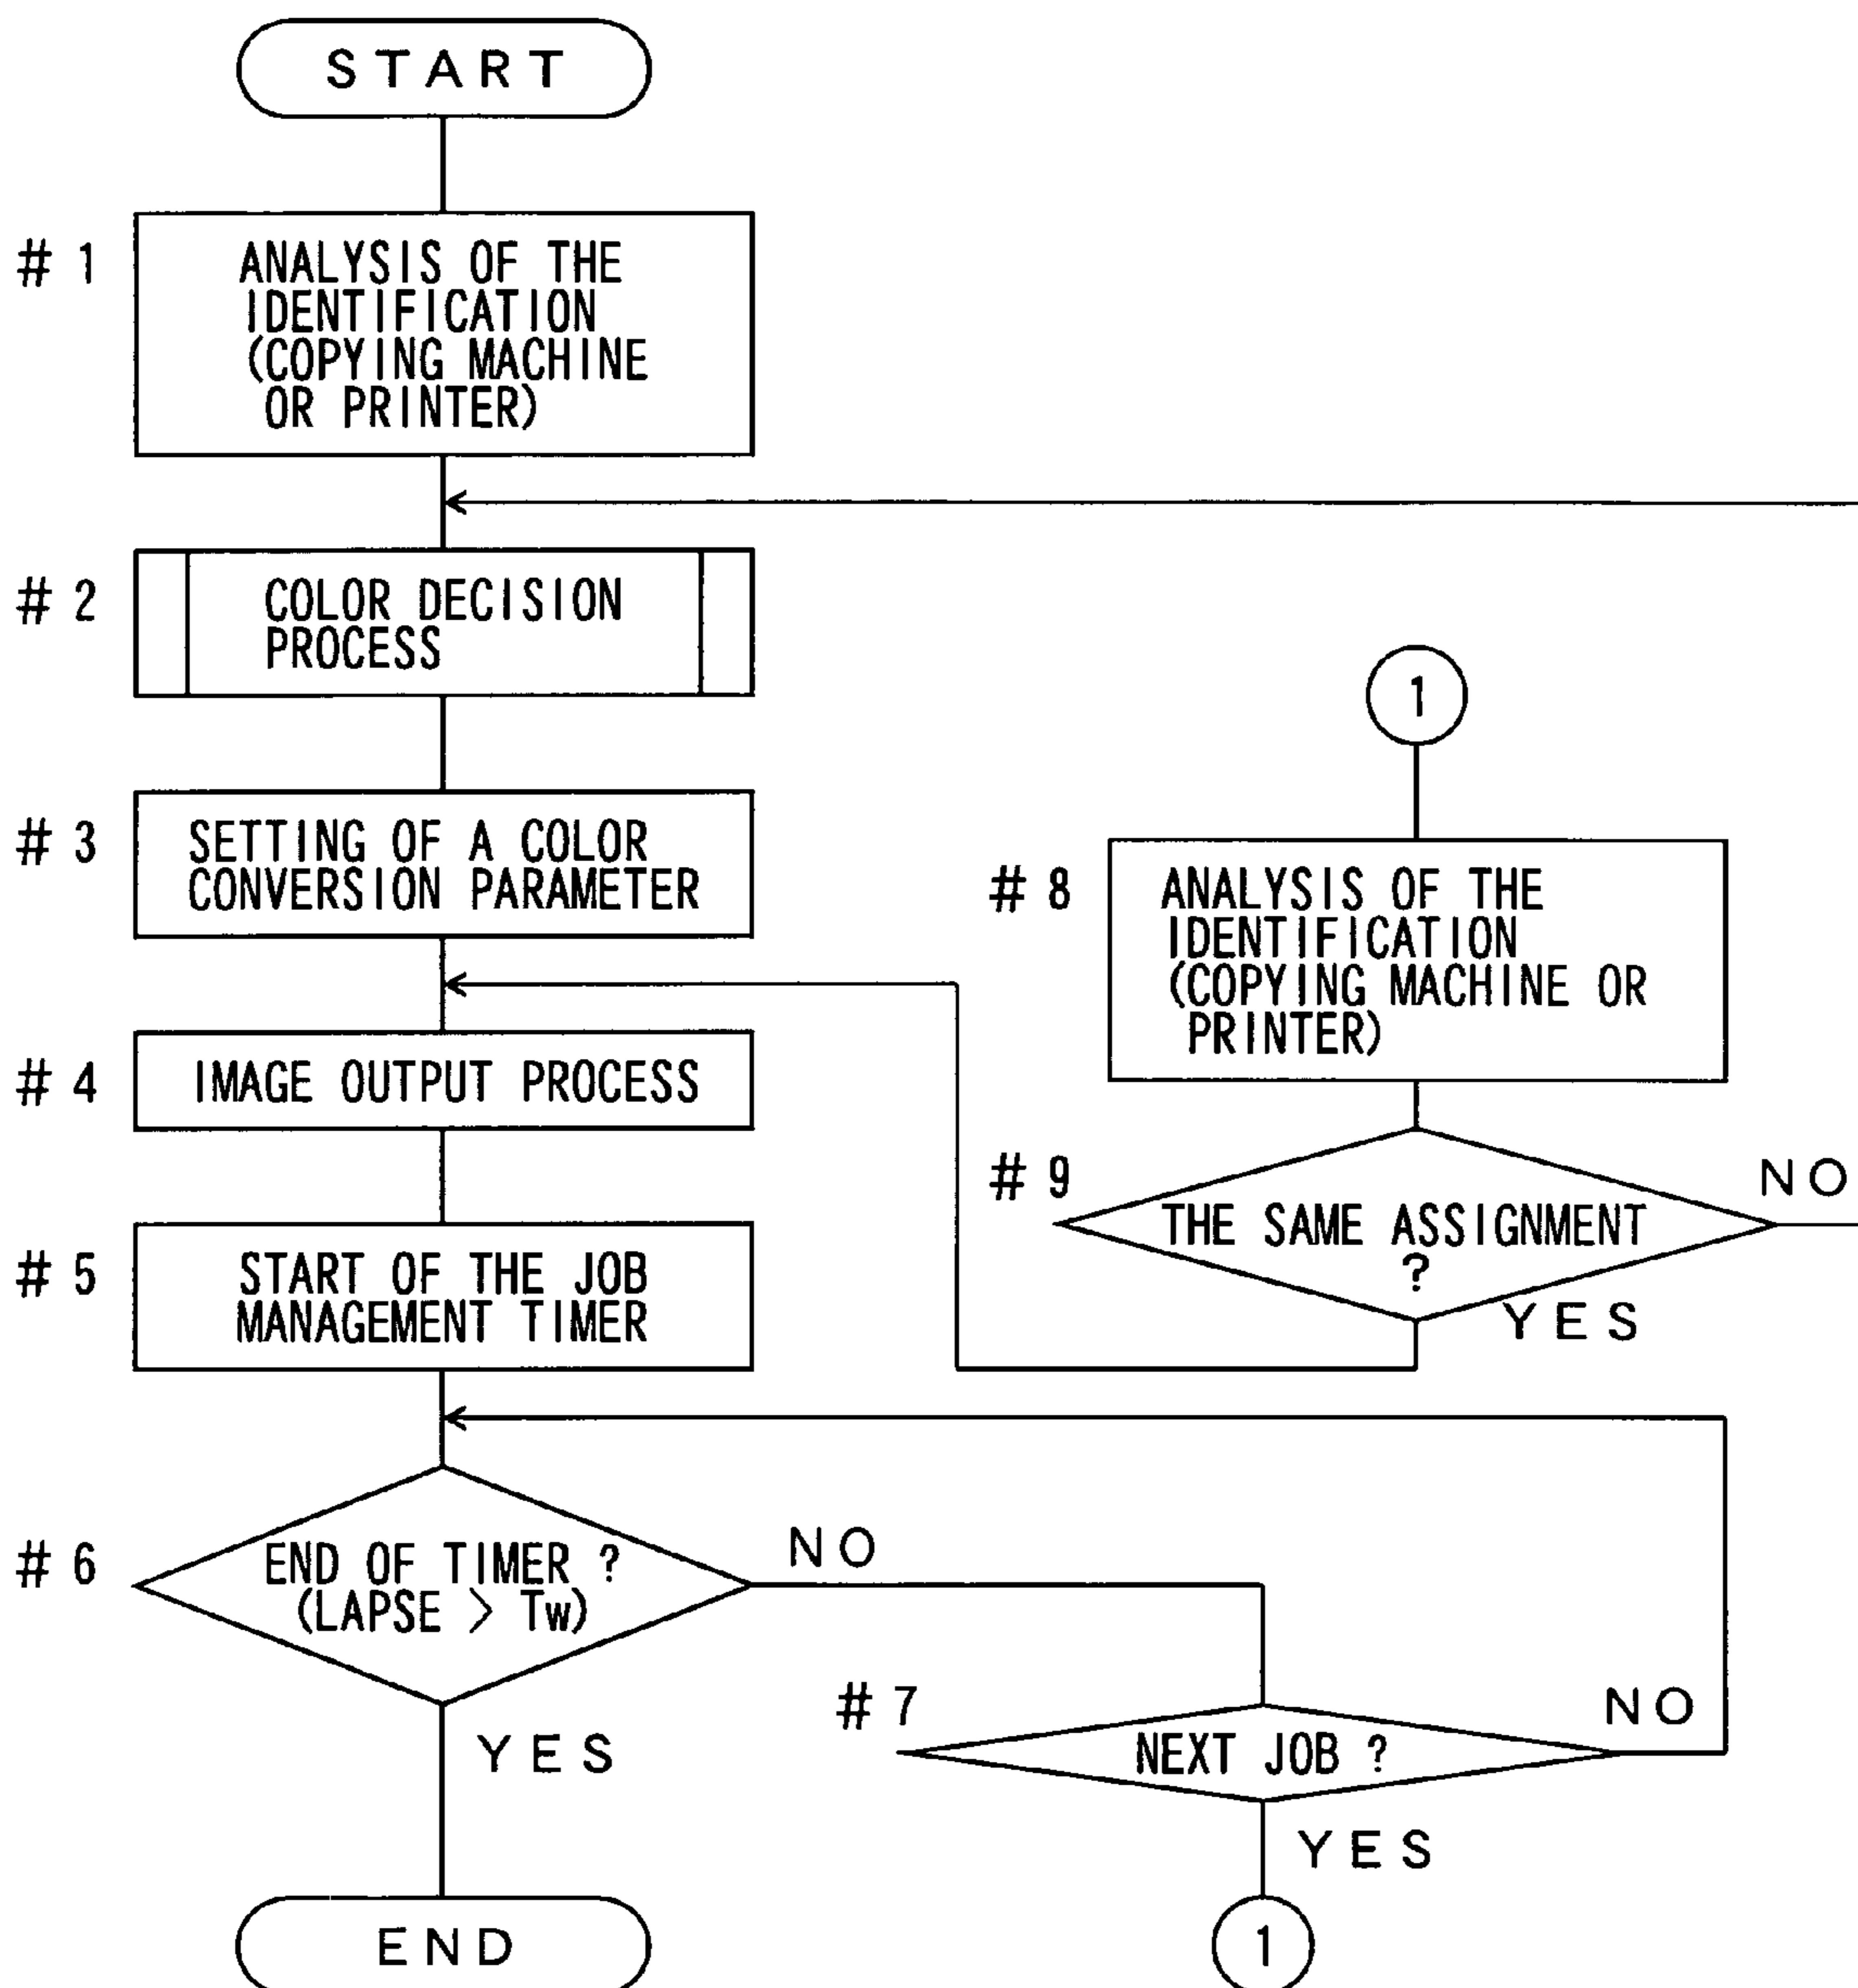 START
# 1
ANALYSIS OF THE
IDENTIFICATION
(COPYING MACHINE
OR PRINTER)
# 2
COLOR DECISION
PROCESS
# 3
SETTING OF A COLOR
CONVERSION PARAMETER
# 4
IMAGE OUTPUT PROCESS
# 5
START OF THE JOB
MANAGEMENT TIMER
# 6
END OF TIMER ?
(LAPSE > Tw)
NO
YES
END
# 7
NEXT JOB ?
NO
YES
1
1
# 8
ANALYSIS OF THE
IDENTIFICATION
(COPYING MACHINE OR
PRINTER)
# 9
THE SAME ASSIGNMENT
?
NO
YES